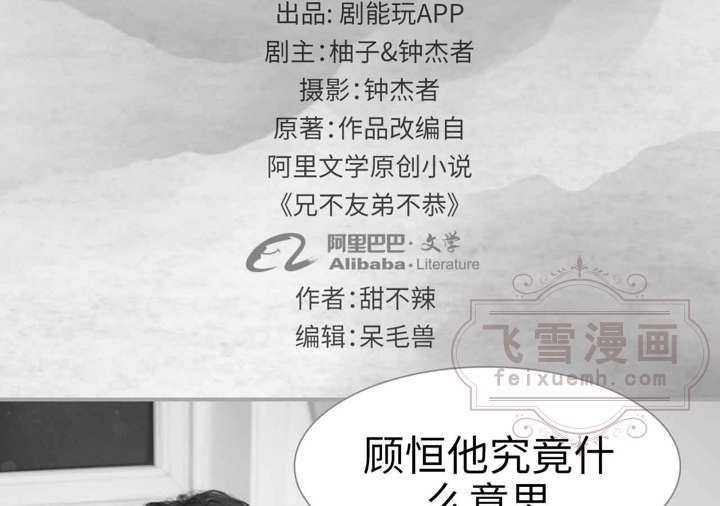 出品: 剧能玩APP
剧主:柚子&钟杰者
摄影:钟杰者
原著:作品改编自
阿里文学原创小说
《兄不友弟不恭》
阿里巴巴·文学
Alibaba·Literature
作者:甜不辣
编辑:呆毛兽
飞雪漫画
feixuemh.com
顾恒他究竟什
么意思